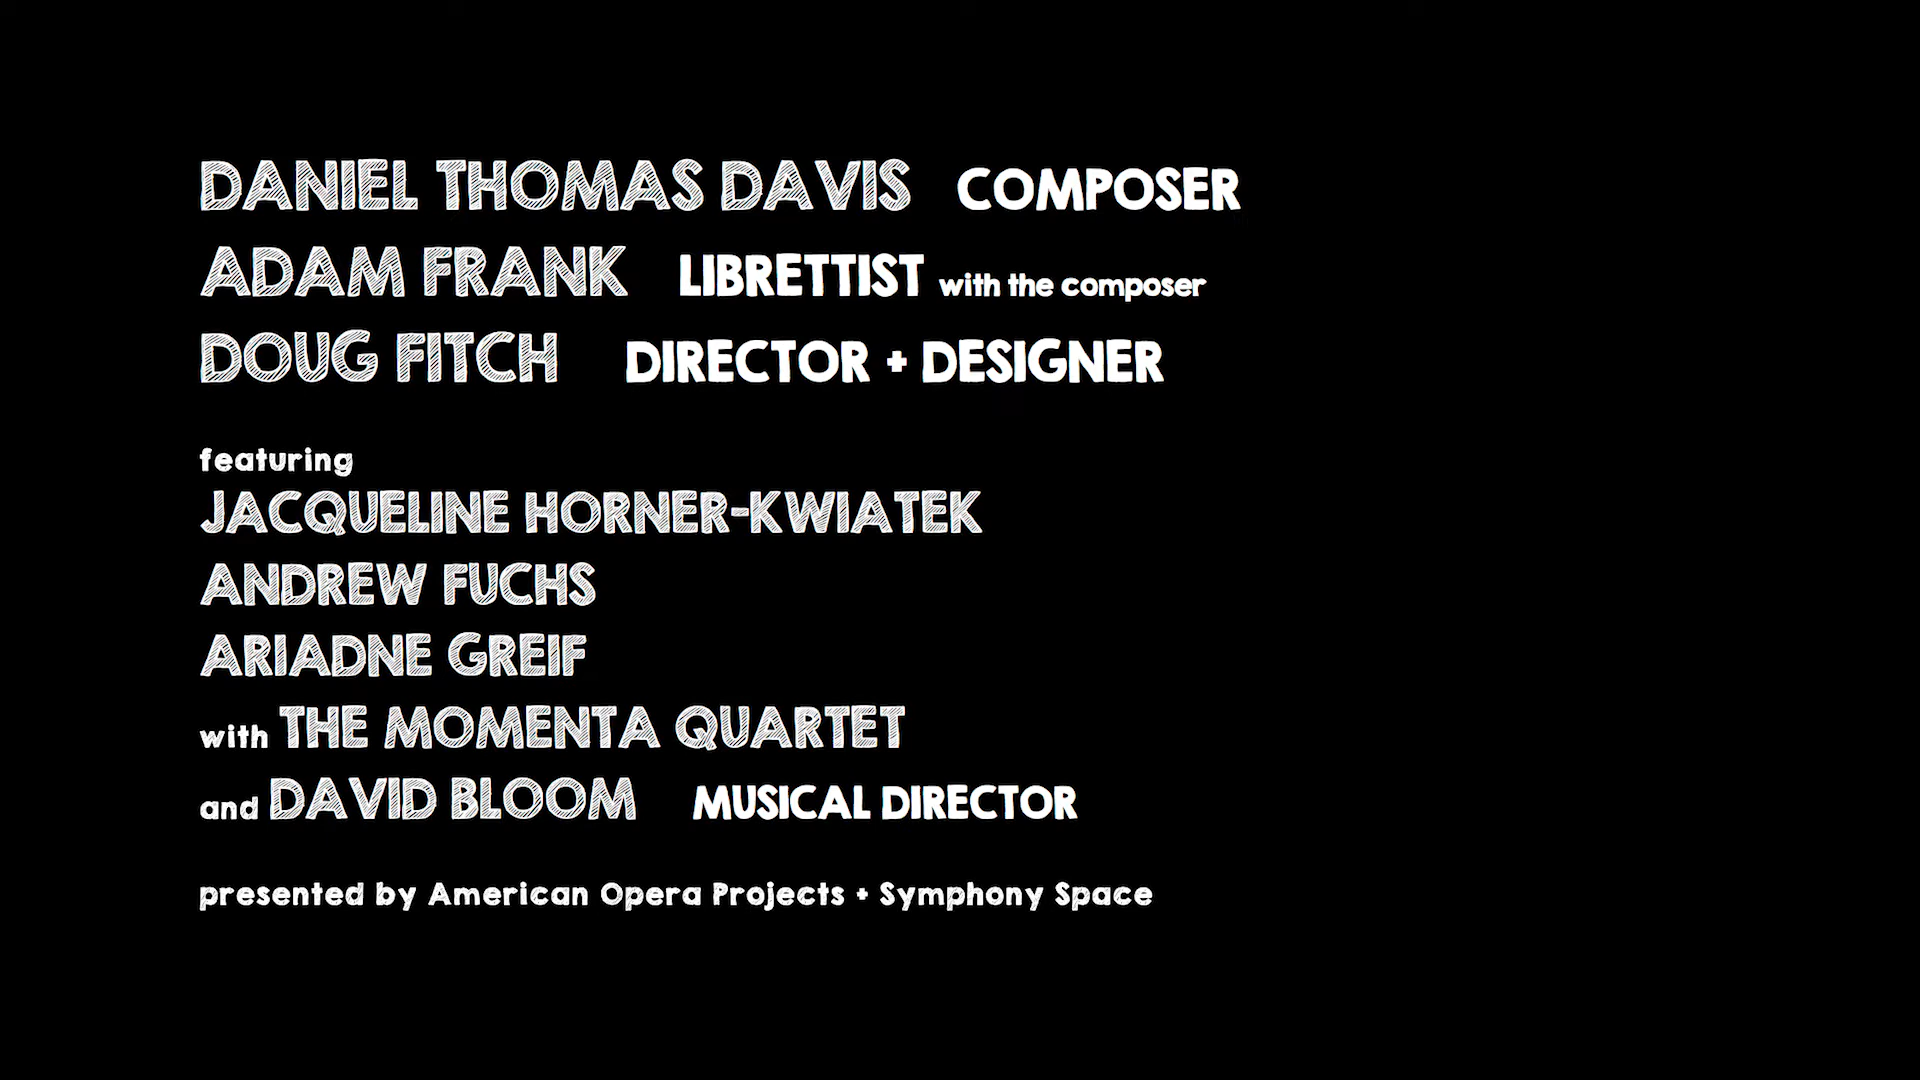 DANIEL THOMAS DAVIS COMPOSER
ADAM FRANK LIBRETTIST with the composer
DOUG FITCH DIRECTOR + DESIGNER
featuring
JACQUELINE HORNER-KWIATEK
ANDREW FUCHS
ARIADNE GREIF
with THE MOMENTA QUARTET
and DAVID BLOOM MUSICAL DIRECTOR
presented by American Opera Projects + Symphony Space